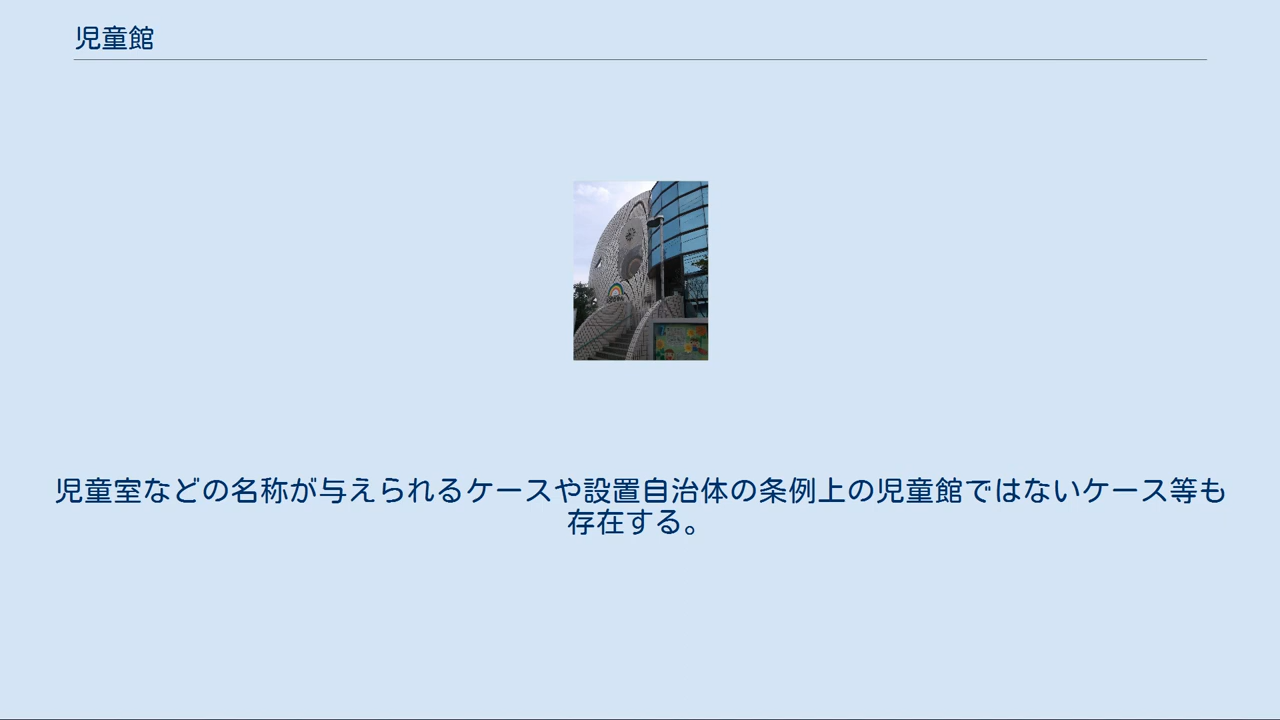 児童館
児童室などの名称が与えられるケースや設置自治体の条例上の児童館ではないケース等も
存在する。